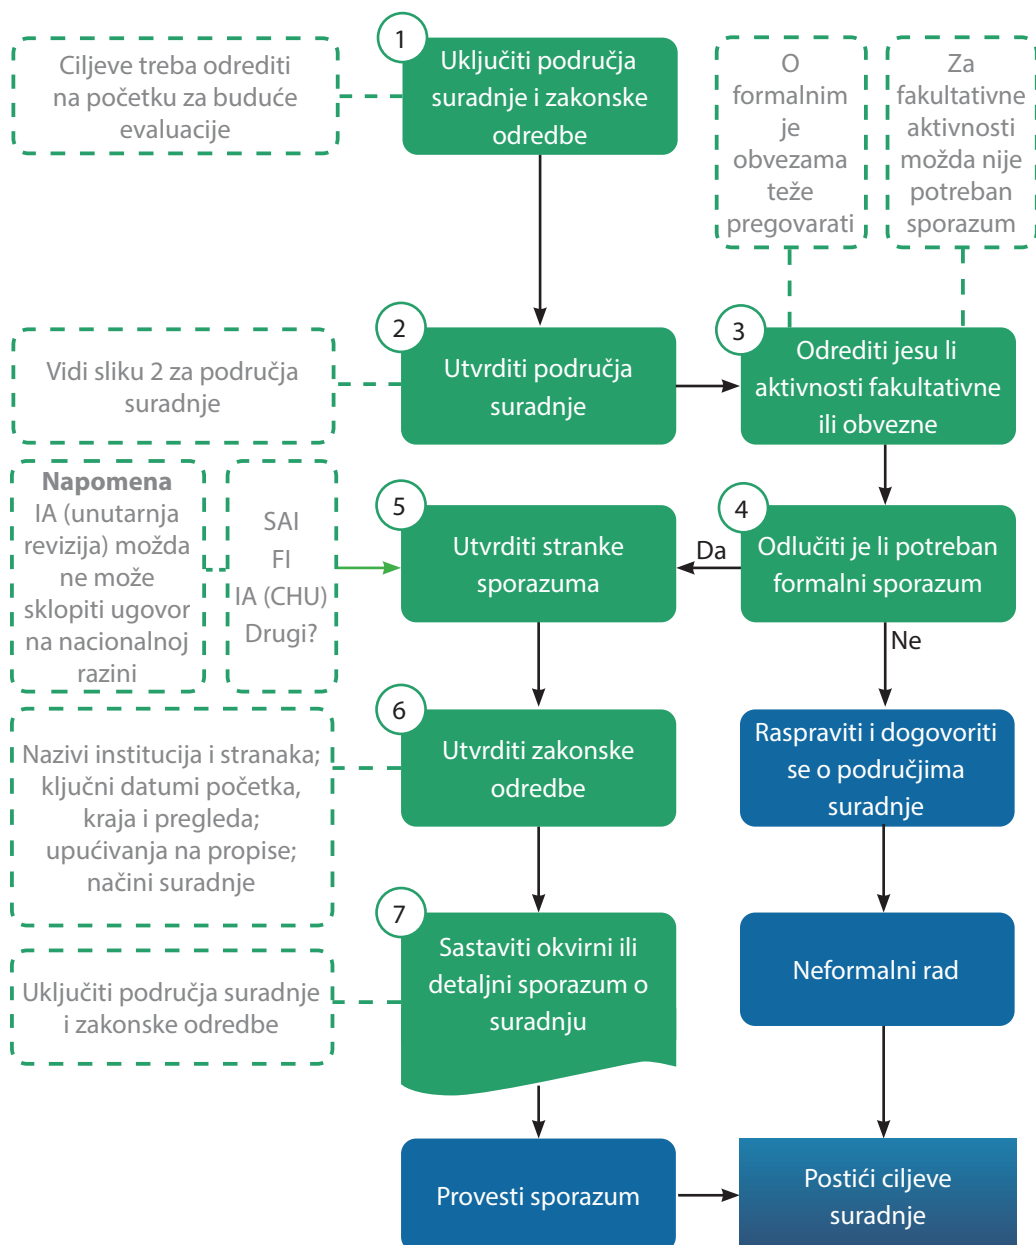 Ciljeve treba odrediti
na početku za buduće
evaluacije
1
Uključiti područja
suradnje i zakonske
odredbe
O
formalnim
je
obvezama
teže
pregovarati
Za
fakultativne
aktivnosti
možda nije
potreban
sporazum
Vidi sliku 2 za područja
suradnje
2
Utvrditi područja
suradnje
3
Odrediti jesu li
aktivnosti fakultativne
ili obvezne
Napomena
IA (unutarnja
revizija) možda
ne može
sklopiti ugovor
na nacionalnoj
razini
SAI
FI
IA (CHU)
Drugi?
5
Utvrditi stranke
sporazuma
Da
4
Odlučiti je li potreban
formalni sporazum
Ne
Nazivi institucija i stranaka;
ključni datumi početka,
kraja i pregleda;
upućivanja na propise;
načini suradnje
6
Utvrditi zakonske
odredbe
Raspraviti i dogovoriti
se o područjima
suradnje
Uključiti područja suradnje
i zakonske odredbe
7
Sastaviti okvirni ili
detaljni sporazum o
suradnju
Neformalni rad
Provesti sporazum
Postići ciljeve
suradnje